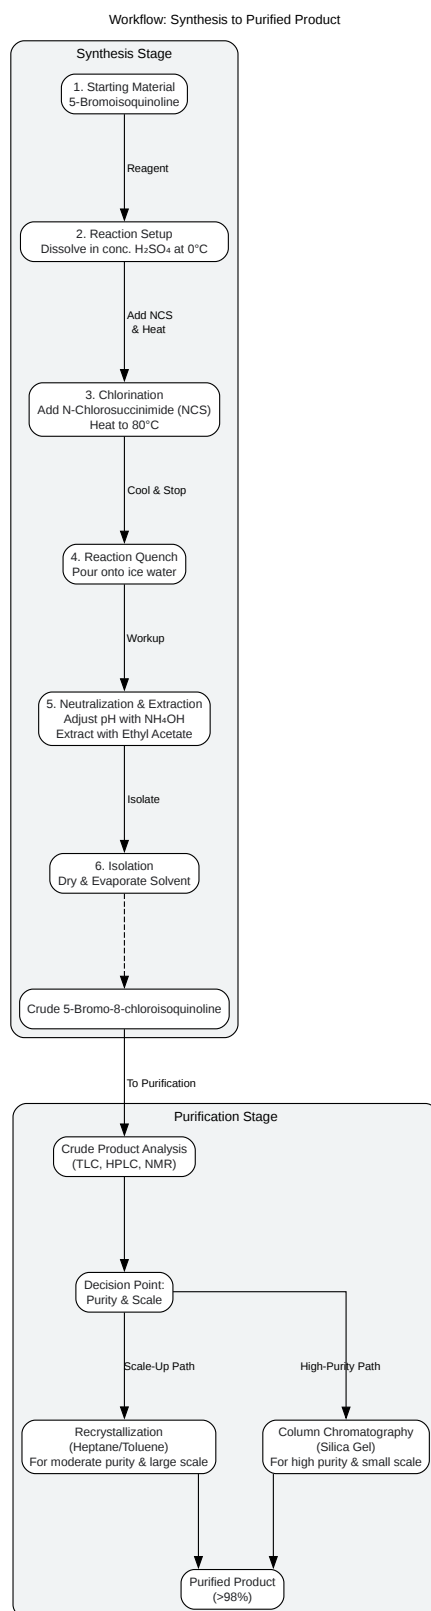 Workflow: Synthesis to Purified Product
Synthesis Stage
1. Starting Material
5-Bromoisoquinoline
Reagent
2. Reaction Setup
Dissolve in conc. H₂SO₄ at 0°C
Add NCS
& Heat
3. Chlorination
Add N-Chlorosuccinimide (NCS)
Heat to 80°C
Cool & Stop
4. Reaction Quench
Pour onto ice water
Workup
5. Neutralization & Extraction
Adjust pH with NH₄OH
Extract with Ethyl Acetate
Isolate
6. Isolation
Dry & Evaporate Solvent
Crude 5-Bromo-8-chloroisoquinoline
To Purification
Purification Stage
Crude Product Analysis
(TLC, HPLC, NMR)
Decision Point:
Purity & Scale
Scale-Up Path
High-Purity Path
Recrystallization
(Heptane/Toluene)
For moderate purity & large scale
Column Chromatography
(Silica Gel)
For high purity & small scale
Purified Product
(>98%)